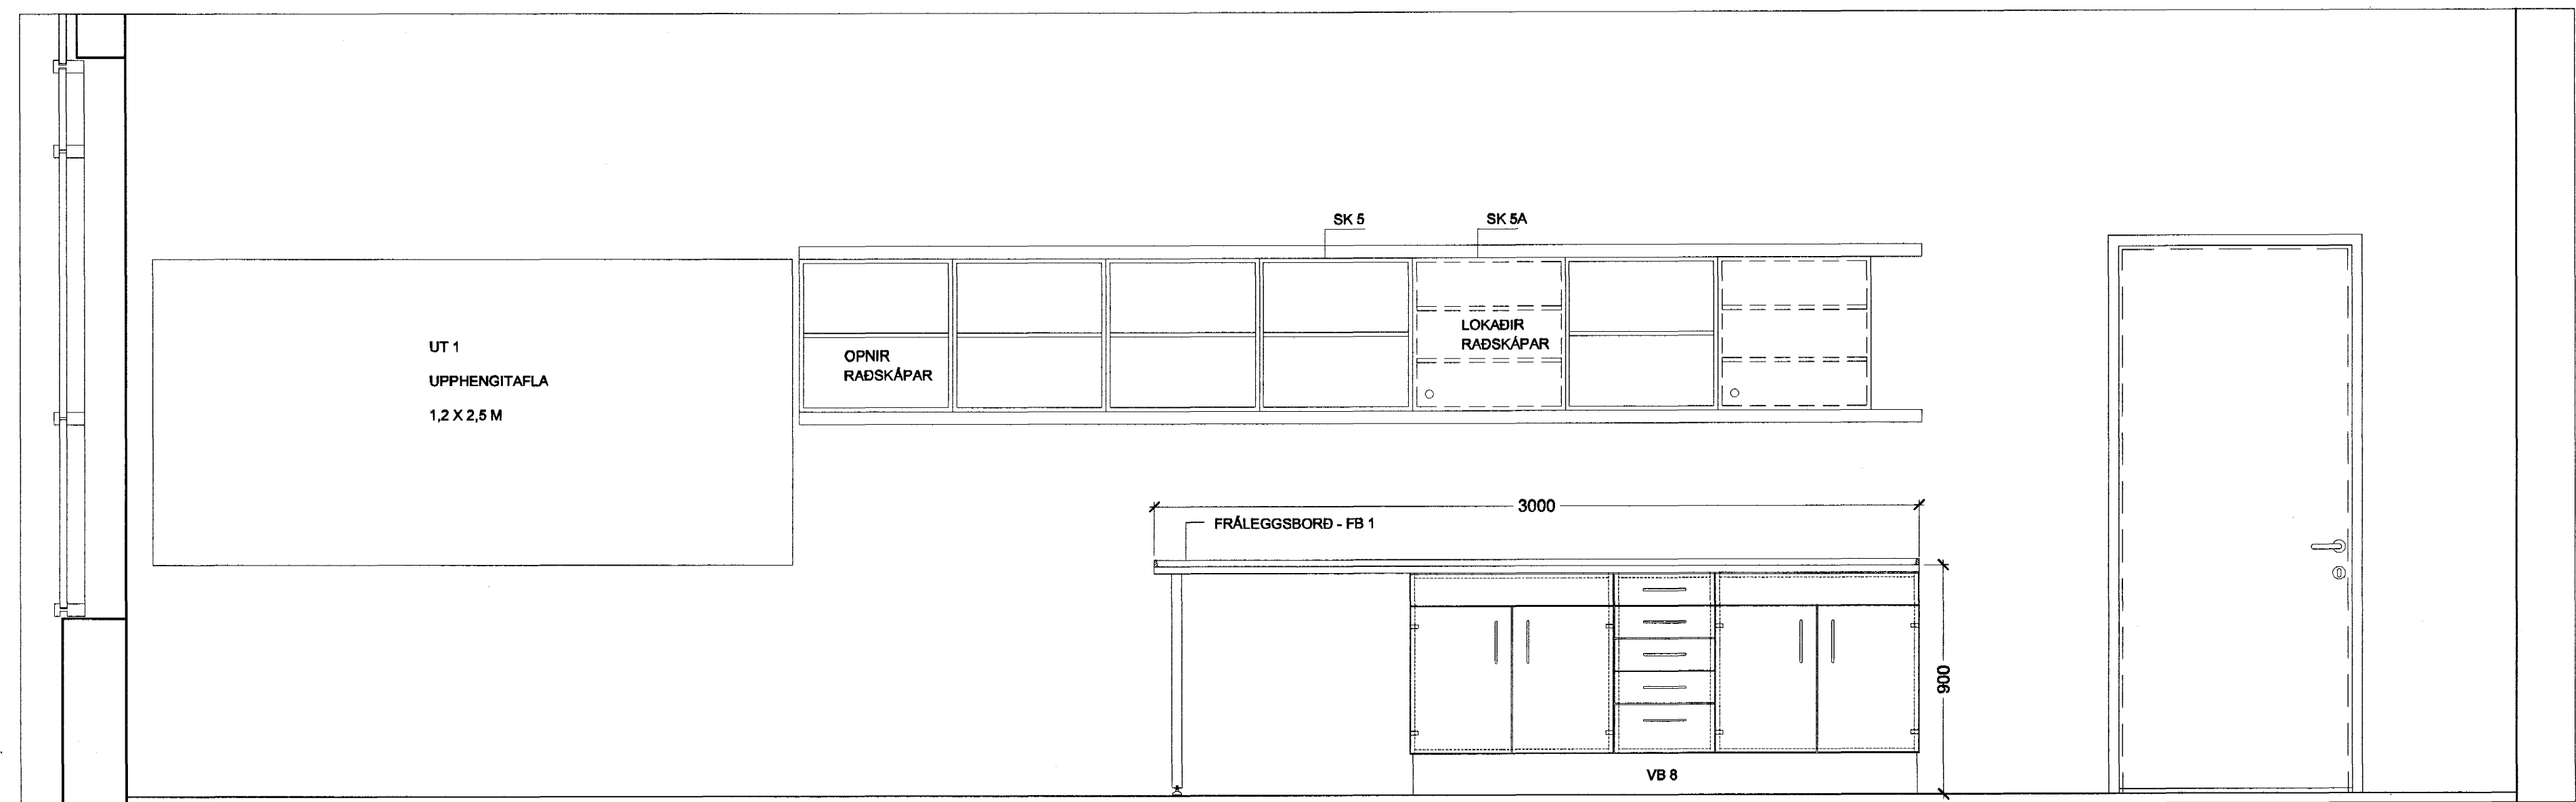 SK 5
SK 5A
UT 1
UPPHENGITAFLA
1,2 X 2,5 M
OPNIR
RAÐSKÁPAR
LOKAÐIR
RAÐSKÁPAR
3000
FRÁLEGGSBORÐ - FB 1
900
VB 8